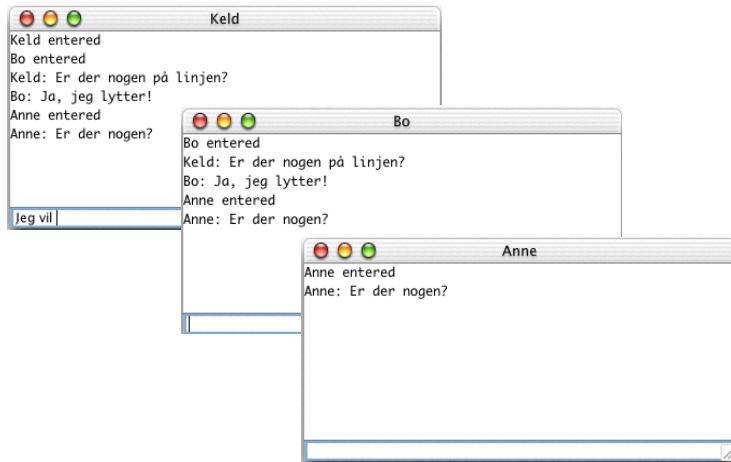 Keld
Keld entered
Bo entered
Keld: Er der nogen på linjen?
Bo: Ja, jeg lytter!
Anne entered
Anne: Er der nogen?
Jeg vil
Bo
Bo entered
Keld: Er der nogen på linjen?
Bo: Ja, jeg lytter!
Anne entered
Anne: Er der nogen?
Anne
Anne entered
Anne: Er der nogen?